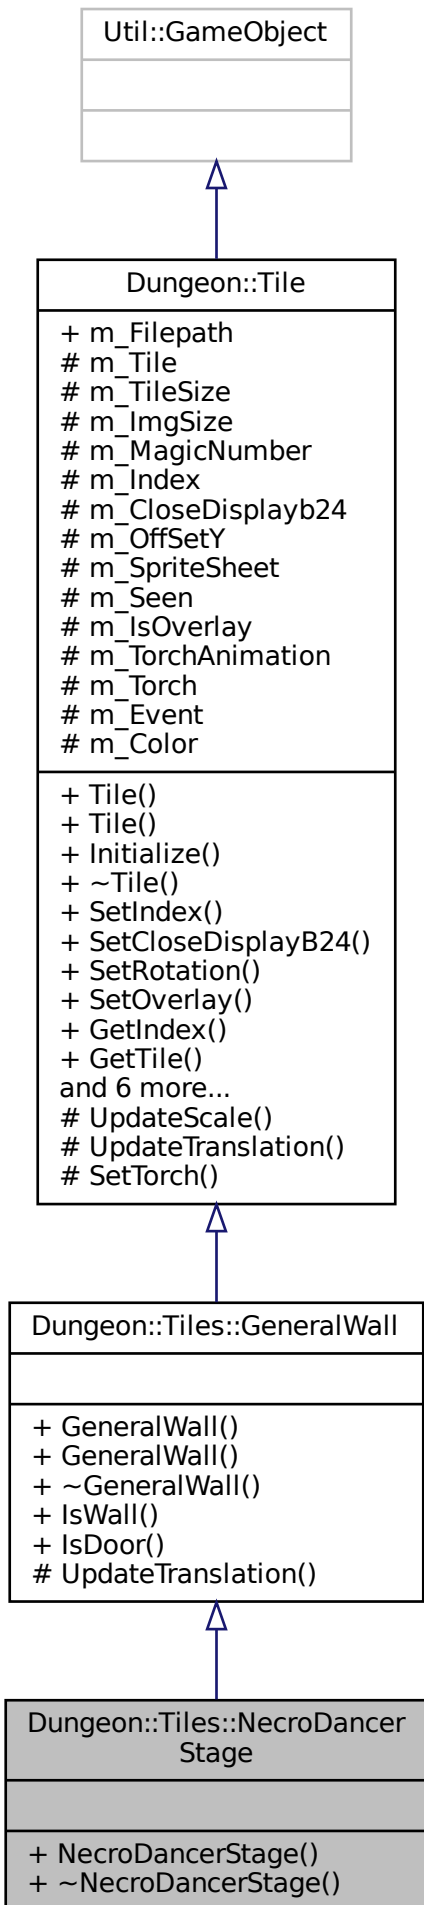 Util::GameObject
Dungeon::Tile
+ m_Filepath
# m_Tile
# m_TileSize
# m_ImgSize
# m_MagicNumber
# m_Index
# m_CloseDisplayb24
# m_OffSetY
# m_SpriteSheet
# m_Seen
# m_IsOverlay
# m_TorchAnimation
# m_Torch
# m_Event
# m_Color
+ Tile()
+ Tile()
+ Initialize()
+ ~Tile()
+ SetIndex()
+ SetCloseDisplayB24()
+ SetRotation()
+ SetOverlay()
+ GetIndex()
+ GetTile()
and 6 more...
# UpdateScale()
# UpdateTranslation()
# SetTorch()
Dungeon::Tiles::GeneralWall
+ GeneralWall()
+ GeneralWall()
+ ~GeneralWall()
+ IsWall()
+ IsDoor()
# UpdateTranslation()
Dungeon::Tiles::NecroDancer
Stage
+ NecroDancerStage()
+ ~NecroDancerStage()